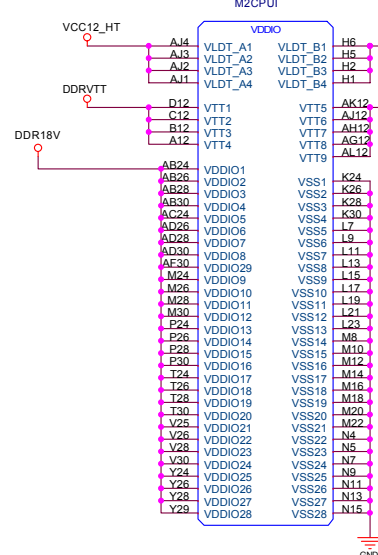 M2CPUI
VDDIO
VCC12_HT
DDRVTT
DDR18V
AJ4 VLDT_A1 VLDT_B1 H6
AJ3 VLDT_A2 VLDT_B2 H5
AJ2 VLDT_A3 VLDT_B3 H2
AJ1 VLDT_A4 VLDT_B4 H1
D12 VTT1 VTT5 AK12
C12 VTT2 VTT6 AJ12
B12 VTT3 VTT7 AH12
A12 VTT4 VTT8 AG12
VTT9 AL12
AB24 VDDIO1 VSS1 K24
AB26 VDDIO2 VSS2 K26
AB28 VDDIO3 VSS3 K28
AB30 VDDIO4 VSS4 K30
AC24 VDDIO5 VSS5 L7
AD26 VDDIO6 VSS6 L9
AD28 VDDIO7 VSS7 L11
AD30 VDDIO8 VSS8 L13
AF30 VDDIO29 VSS9 L15
M24 VDDIO9 VSS10 L17
M26 VDDIO10 VSS11 L19
M28 VDDIO11 VSS12 L21
M30 VDDIO12 VSS13 L23
P24 VDDIO13 VSS14 M8
P26 VDDIO14 VSS15 M10
P28 VDDIO15 VSS16 M12
P30 VDDIO16 VSS17 M14
T24 VDDIO17 VSS18 M16
T26 VDDIO18 VSS19 M18
T28 VDDIO19 VSS20 M20
T30 VDDIO20 VSS21 M22
V25 VDDIO21 VSS22 N4
V26 VDDIO22 VSS23 N5
V28 VDDIO23 VSS24 N7
V30 VDDIO24 VSS25 N9
Y24 VDDIO25 VSS26 N11
Y26 VDDIO26 VSS27 N13
Y28 VDDIO27 VSS28 N15
Y29 VDDIO28
GND